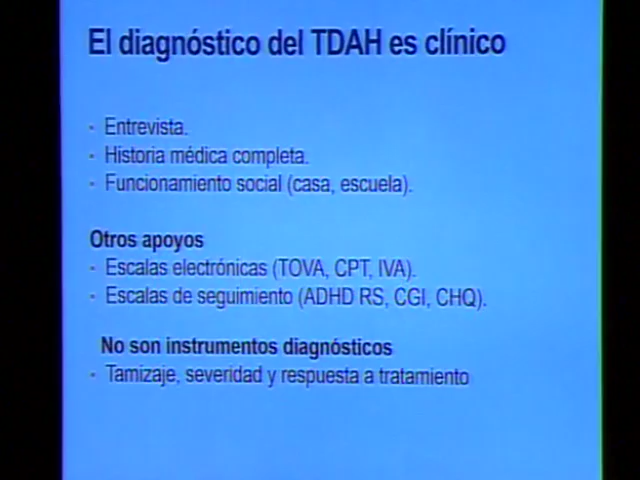 El diagnóstico del TDAH es clínico
- Entrevista.
- Historia médica completa.
- Funcionamiento social (casa, escuela).
Otros apoyos
- Escalas electrónicas (TOVA, CPT, IVA).
- Escalas de seguimiento (ADHD RS, CGI, CHQ).
No son instrumentos diagnósticos
- Tamizaje, severidad y respuesta a tratamiento